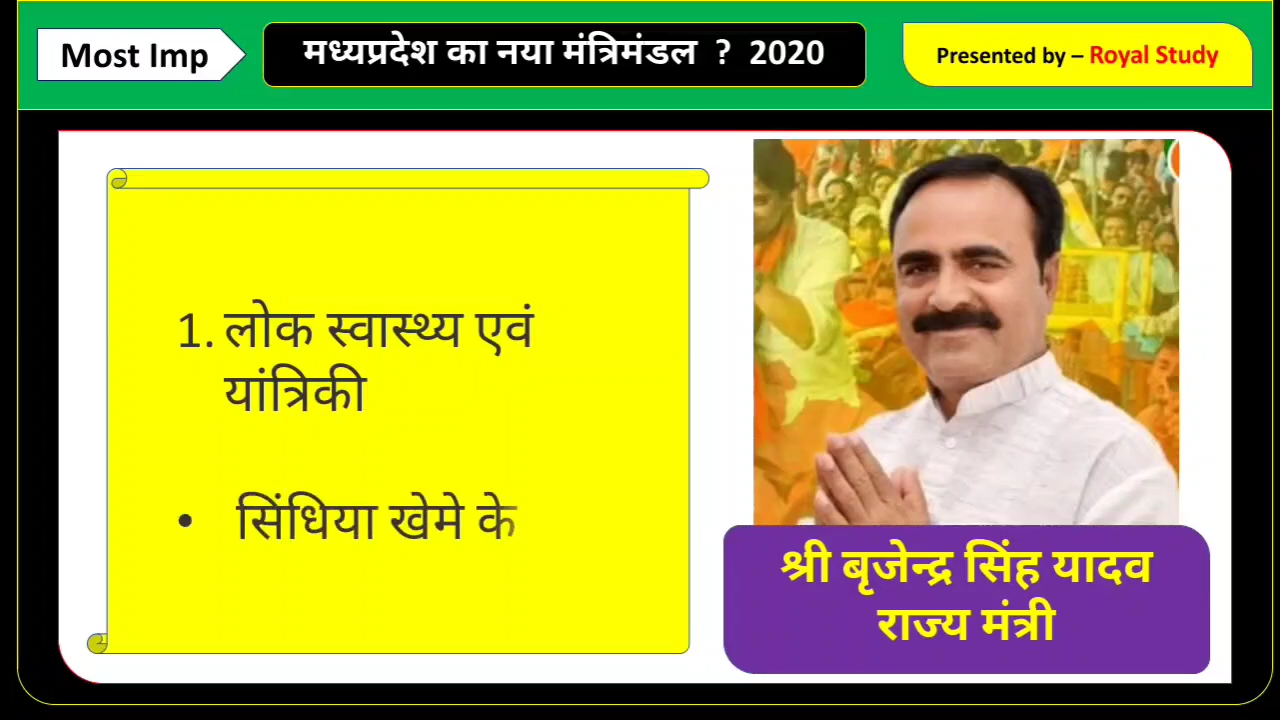 Most Imp
मध्यप्रदेश का नया मंत्रिमंडल ? 2020
Presented by – Royal Study
1. लोक स्वास्थ्य एवं
यांत्रिकी
• सिंधिया खेमे के
श्री बृजेन्द्र सिंह यादव
राज्य मंत्री